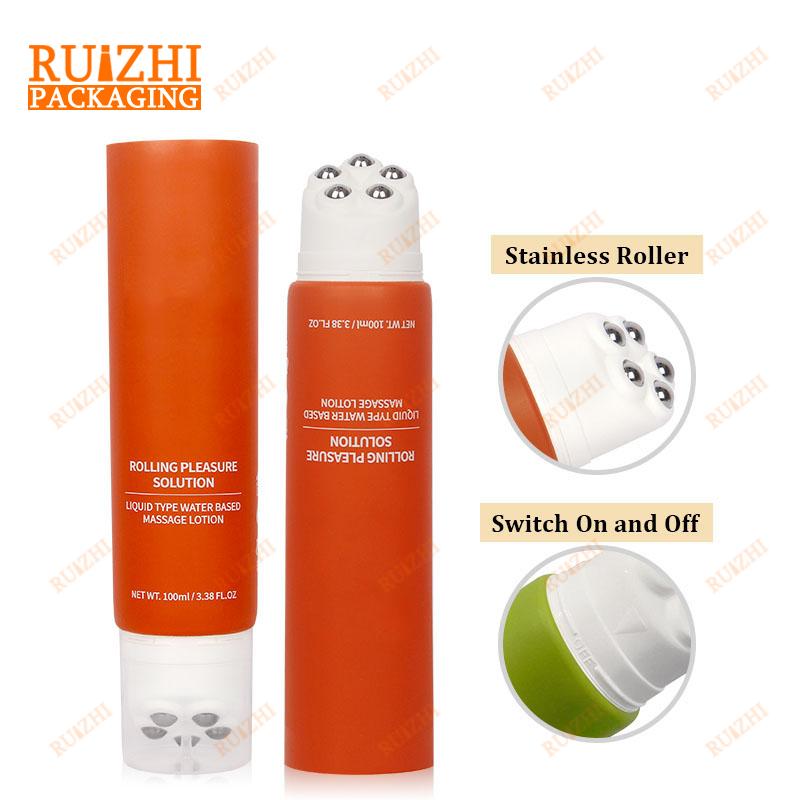 RUIZHI
PACKAGING
ROLLING PLEASURE
SOLUTION
LIQUID TYPE WATER BASED
MASSAGE LOTION
NET WT. 100ml / 3.38 FL.OZ
NET WT. 100ml / 3.38 FL.OZ
LIQUID TYPE WATER BASED
MASSAGE LOTION
ROLLING PLEASURE
SOLUTION
Stainless Roller
Switch On and Off
OFF
RUIZHI